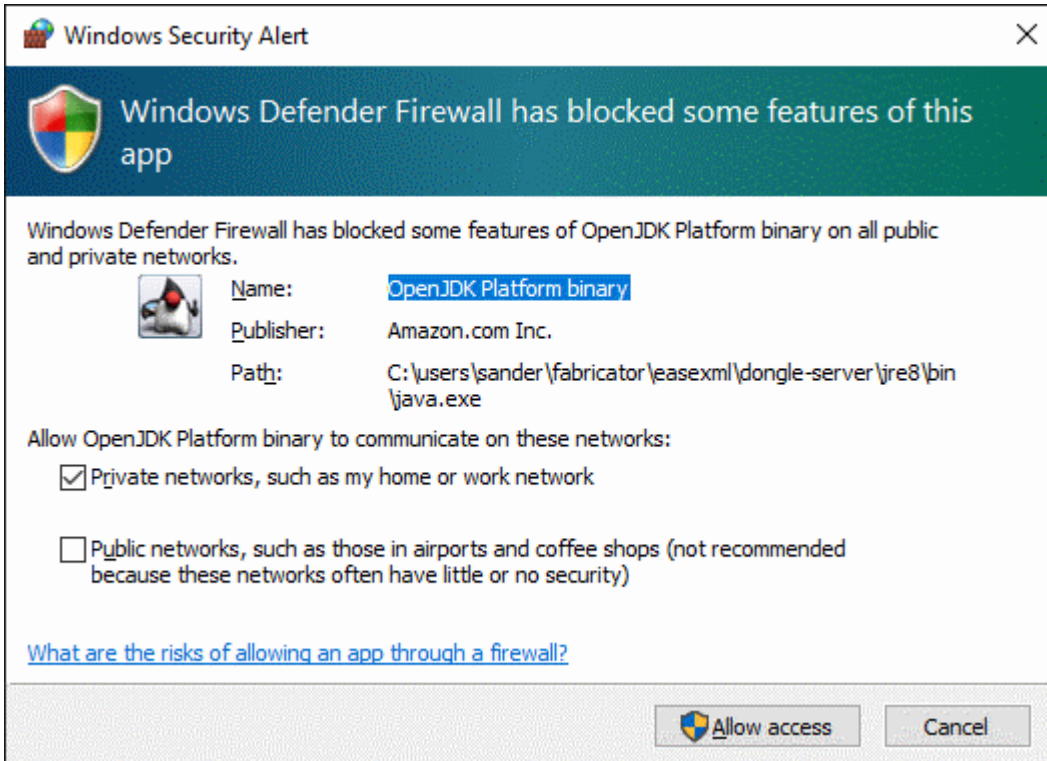 Windows Security Alert
Windows Defender Firewall has blocked some features of this
app
Windows Defender Firewall has blocked some features of OpenJDK Platform binary on all public
and private networks.
Name: OpenJDK Platform binary
Publisher: Amazon.com Inc.
Path: C:\users\sander\fabricator\easexml\dongle-server\jre8\bin
\java.exe
Allow OpenJDK Platform binary to communicate on these networks:
Private networks, such as my home or work network
Public networks, such as those in airports and coffee shops (not recommended
because these networks often have little or no security)
What are the risks of allowing an app through a firewall?
Allow access Cancel